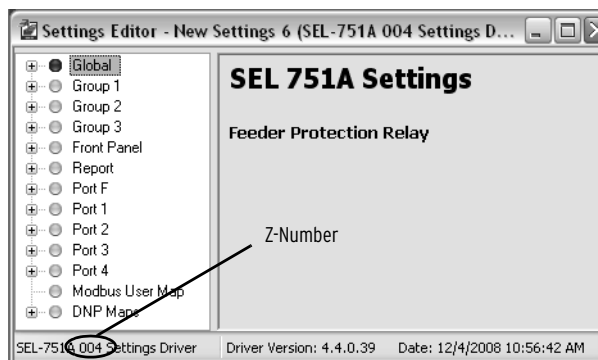 Settings Editor - New Settings 6 (SEL-751A 004 Settings D...
Global
Group 1
Group 2
Group 3
Front Panel
Report
Port F
Port 1
Port 2
Port 3
Port 4
Modbus User Map
DNP Maps
SEL 751A Settings
Feeder Protection Relay
Z-Number
SEL-751A 004 Settings Driver
Driver Version: 4.4.0.39
Date: 12/4/2008 10:56:42 AM